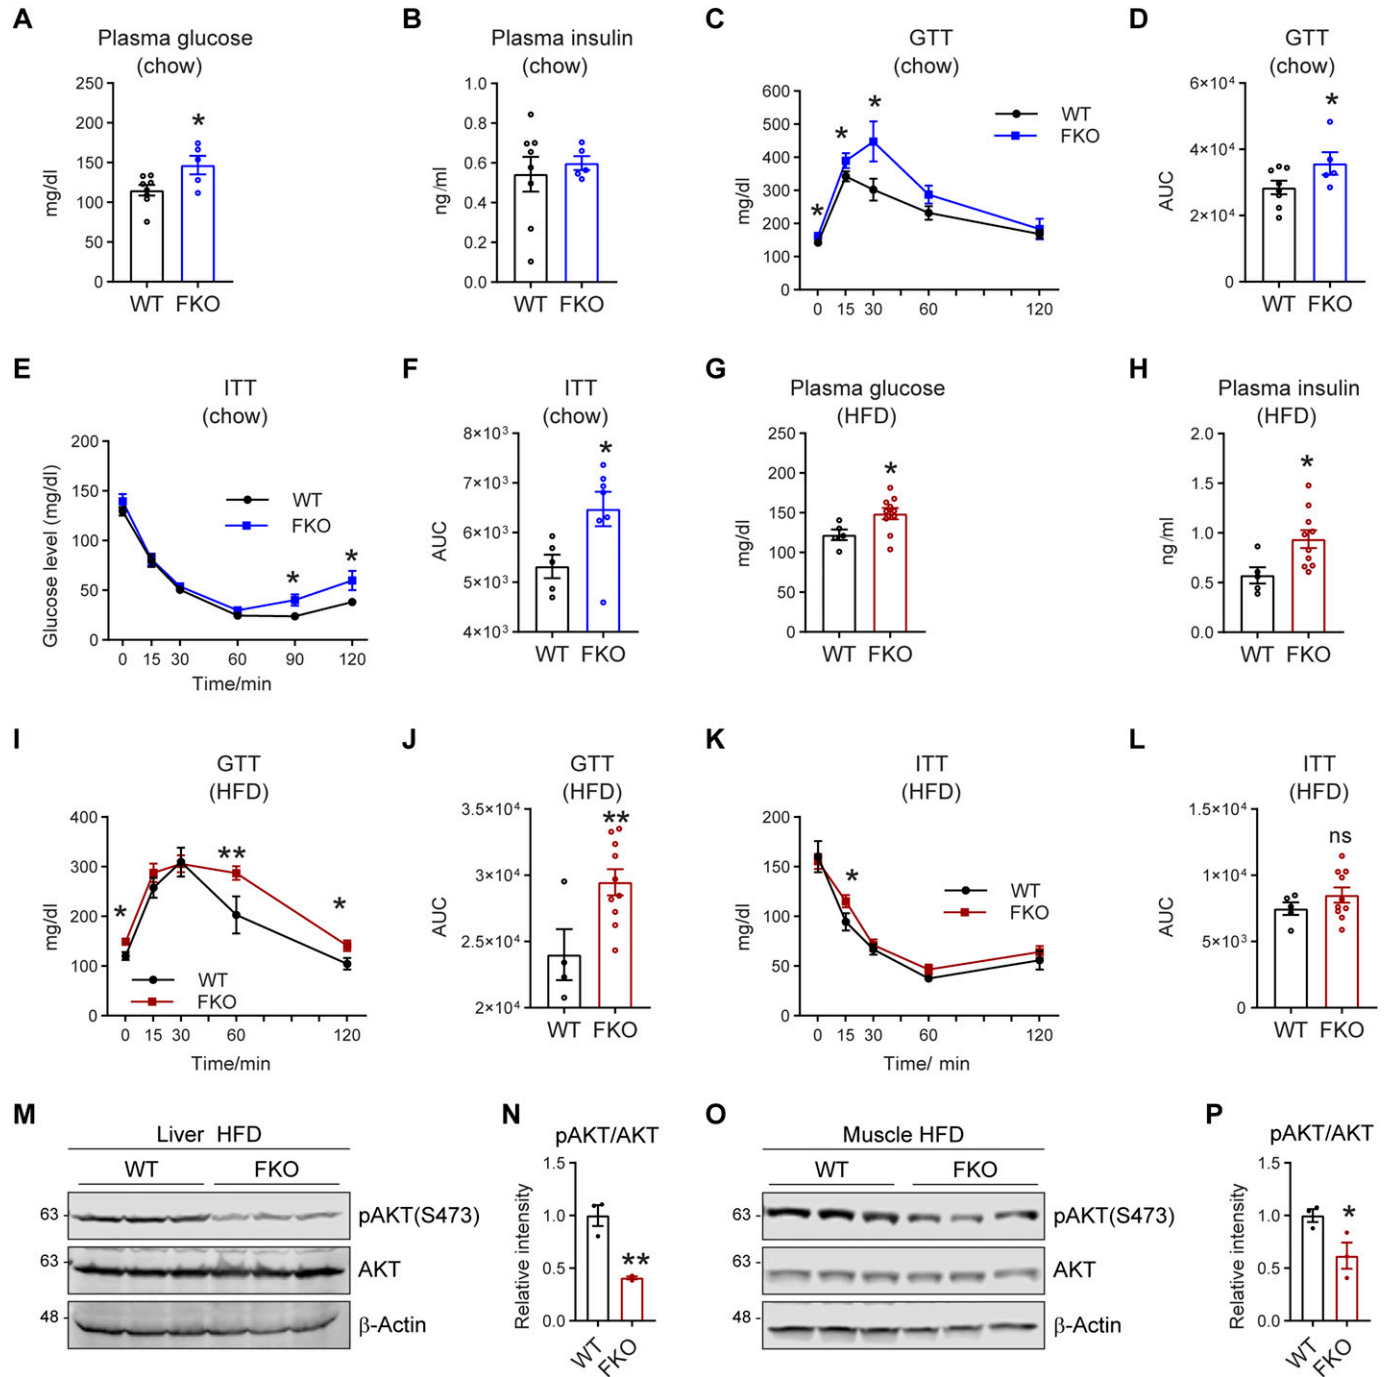 A
Plasma glucose
(chow)
250
200
150
100
50
0
mg/dl
*
WT FKO
B
Plasma insulin
(chow)
1.0
0.8
0.6
0.4
0.2
0.0
ng/ml
WT FKO
C
GTT
(chow)
600
500
400
300
200
100
0
mg/dl
* * *
WT
FKO
0 15 30 60 120
D
GTT
(chow)
6×10⁴
4×10⁴
2×10⁴
0
AUC
*
WT FKO
E
ITT
(chow)
200
150
100
50
0
Glucose level (mg/dl)
WT
FKO
* *
0 15 30 60 90 120
Time/min
F
ITT
(chow)
8×10³
7×10³
6×10³
5×10³
4×10³
AUC
*
WT FKO
G
Plasma glucose
(HFD)
250
200
150
100
50
0
mg/dl
*
WT FKO
H
Plasma insulin
(HFD)
2.0
1.5
1.0
0.5
0.0
ng/ml
*
WT FKO
I
GTT
(HFD)
400
300
200
100
0
mg/dl
* ** *
WT
FKO
0 15 30 60 120
Time/min
J
GTT
(HFD)
3.5×10⁴
3×10⁴
2.5×10⁴
2×10⁴
AUC
**
WT FKO
K
ITT
(HFD)
200
150
100
50
0
mg/dl
*
WT
FKO
0 15 30 60 120
Time/ min
L
ITT
(HFD)
1.5×10⁴
1×10⁴
5×10³
0
AUC
ns
WT FKO
M
Liver HFD
WT FKO
63
pAKT(S473)
63
AKT
48
β-Actin
N
pAKT/AKT
1.5
1.0
0.5
0.0
Relative intensity
**
WT
FKO
O
Muscle HFD
WT FKO
63
pAKT(S473)
63
AKT
48
β-Actin
P
pAKT/AKT
1.5
1.0
0.5
0.0
Relative intensity
*
WT
FKO